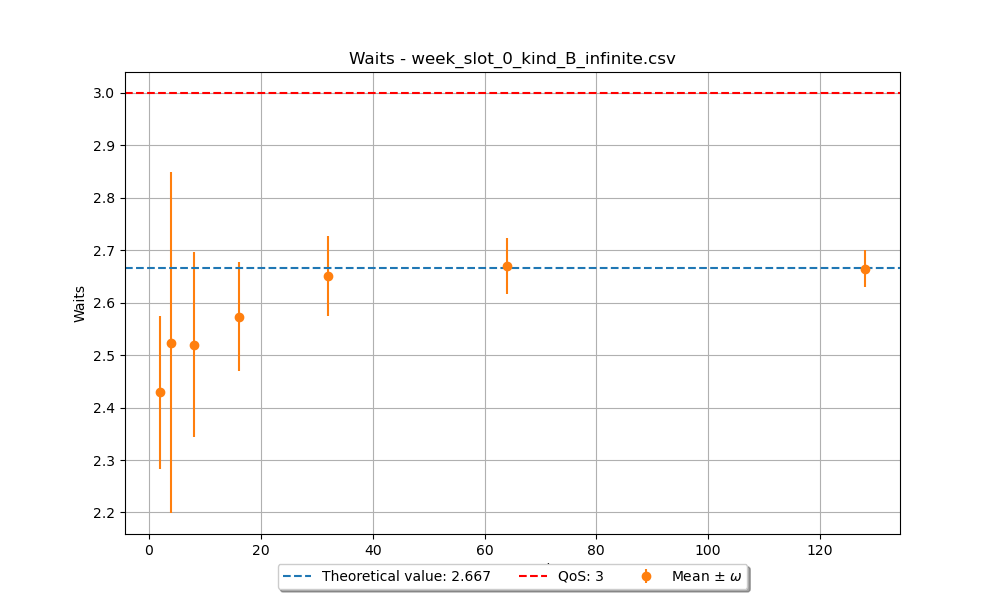 Waits - week_slot_0_kind_B_infinite.csv
3.0
2.9
2.8
2.7
2.6
2.5
2.4
2.3
2.2
Waits
0 20 40 60 80 100 120
Theoretical value: 2.667 QoS: 3 Mean ± ω